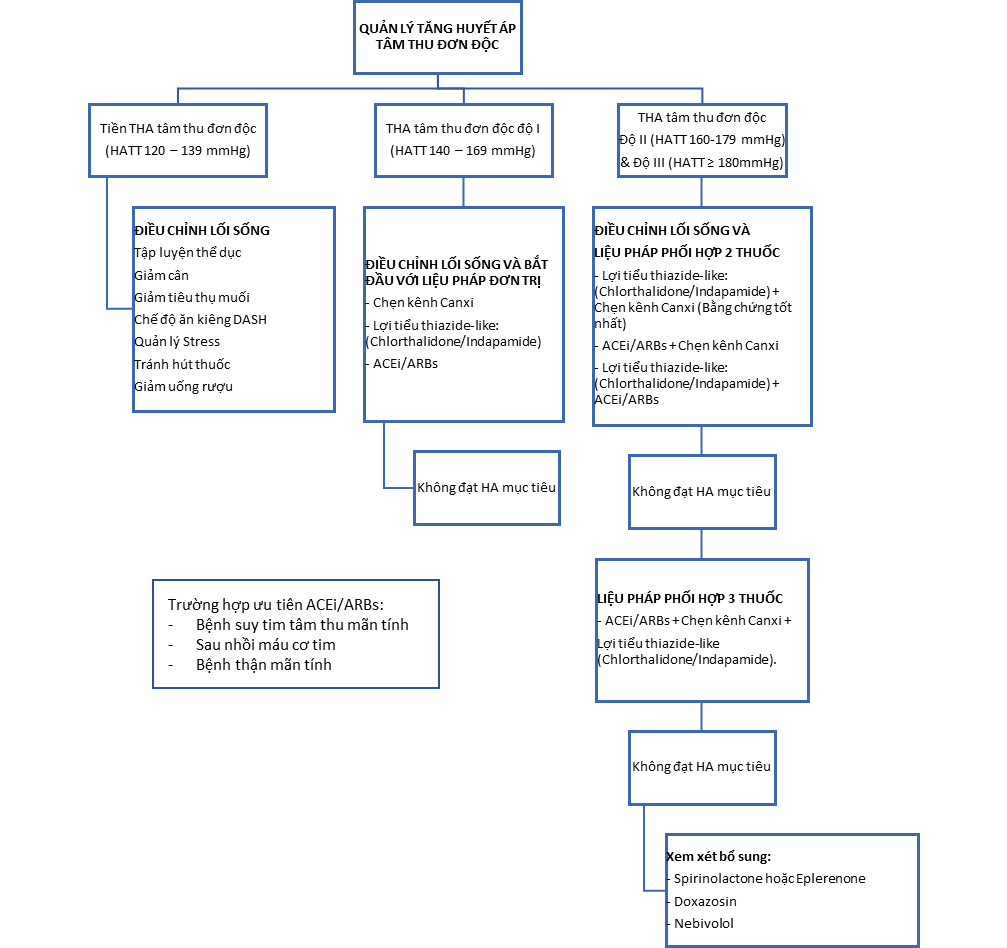 QUẢN LÝ TĂNG HUYẾT ÁP
TÂM THU ĐƠN ĐỘC
Tiền THA tâm thu đơn độc
(HATT 120 – 139 mmHg)
THA tâm thu đơn độc độ I
(HATT 140 – 169 mmHg)
THA tâm thu đơn độc
Độ II (HATT 160-179 mmHg)
& Độ III (HATT ≥ 180mmHg)
ĐIỀU CHỈNH LỐI SỐNG
Tập luyện thể dục
Giảm cân
Giảm tiêu thụ muối
Chế độ ăn kiêng DASH
Quản lý Stress
Tránh hút thuốc
Giảm uống rượu
ĐIỀU CHỈNH LỐI SỐNG VÀ BẮT
ĐẦU VỚI LIỆU PHÁP ĐƠN TRỊ
- Chẹn kênh Canxi
- Lợi tiểu thiazide-like:
(Chlorthalidone/Indapamide)
- ACEi/ARBs
ĐIỀU CHỈNH LỐI SỐNG VÀ
LIỆU PHÁP PHỐI HỢP 2 THUỐC
- Lợi tiểu thiazide-like:
(Chlorthalidone/Indapamide) +
Chẹn kênh Canxi (Bằng chứng tốt
nhất)
- ACEi/ARBs + Chẹn kênh Canxi
- Lợi tiểu thiazide-like:
(Chlorthalidone/Indapamide) +
ACEi/ARBs
Không đạt HA mục tiêu
Không đạt HA mục tiêu
LIỆU PHÁP PHỐI HỢP 3 THUỐC
- ACEi/ARBs + Chẹn kênh Canxi +
Lợi tiểu thiazide-like
(Chlorthalidone/Indapamide).
Trường hợp ưu tiên ACEi/ARBs:
- Bệnh suy tim tâm thu mãn tính
- Sau nhồi máu cơ tim
- Bệnh thận mãn tính
Không đạt HA mục tiêu
Xem xét bổ sung:
- Spirinolactone hoặc Eplerenone
- Doxazosin
- Nebivolol